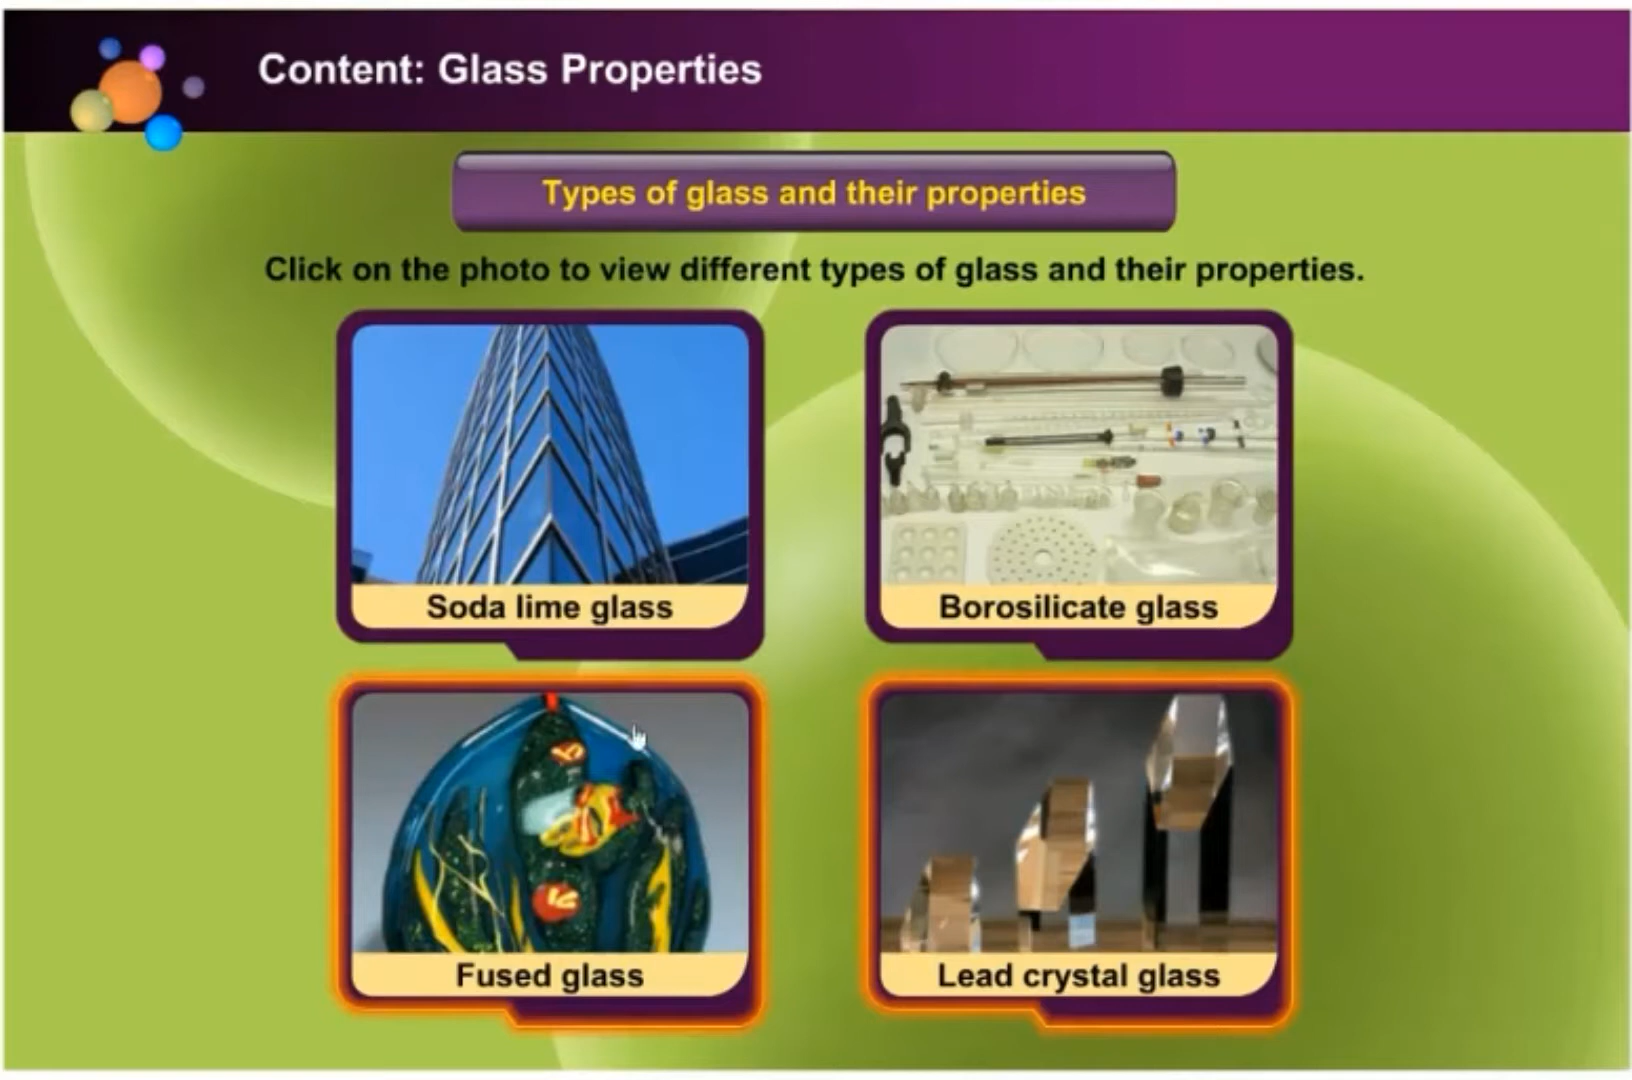 Content: Glass Properties
Types of glass and their properties
Click on the photo to view different types of glass and their properties.
Soda lime glass
Borosilicate glass
Fused glass
Lead crystal glass